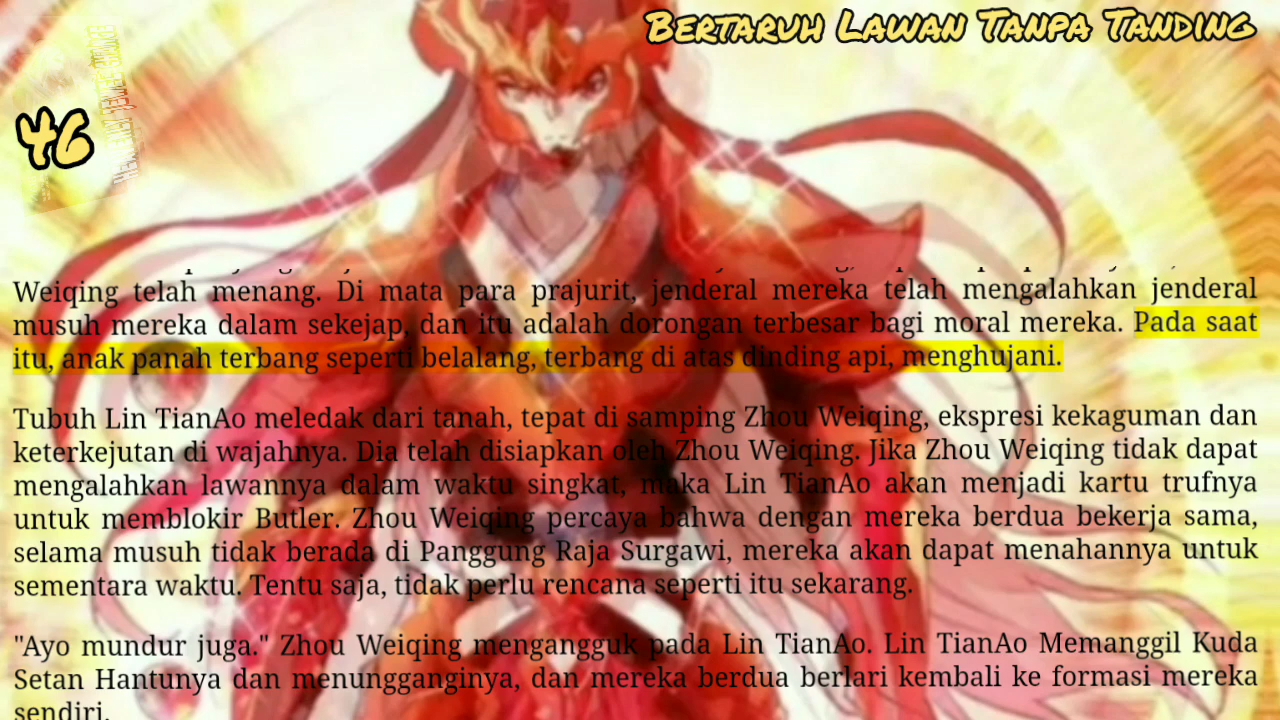 Bertaruh Lawan Tanpa Tanding
46
Weiqing telah menang. Di mata para prajurit, jenderal mereka telah mengalahkan jenderal
musuh mereka dalam sekejap, dan itu adalah dorongan terbesar bagi moral mereka. Pada saat
itu, anak panah terbang seperti belalang, terbang di atas dinding api, menghujani.
Tubuh Lin TianAo meledak dari tanah, tepat di samping Zhou Weiqing, ekspresi kekaguman dan
keterkejutan di wajahnya. Dia telah disiapkan oleh Zhou Weiqing. Jika Zhou Weiqing tidak dapat
mengalahkan lawannya dalam waktu singkat, maka Lin TianAo akan menjadi kartu trufnya
untuk memblokir Butler. Zhou Weiqing percaya bahwa dengan mereka berdua bekerja sama,
selama musuh tidak berada di Panggung Raja Surgawi, mereka akan dapat menahannya untuk
sementara waktu. Tentu saja, tidak perlu rencana seperti itu sekarang.
"Ayo mundur juga." Zhou Weiqing mengangguk pada Lin TianAo. Lin TianAo Memanggil Kuda
Setan Hantunya dan menungganginya, dan mereka berdua berlari kembali ke formasi mereka
sendiri.